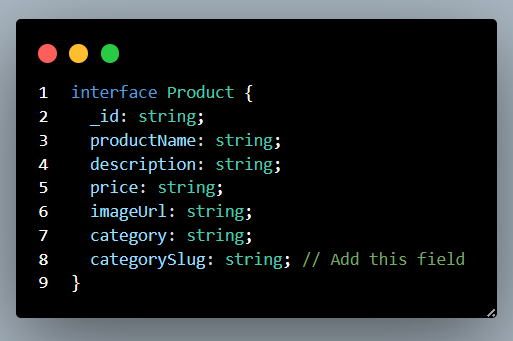 1 interface Product {
2 _id: string;
3 productName: string;
4 description: string;
5 price: string;
6 imageUrl: string;
7 category: string;
8 categorySlug: string; // Add this field
9 }